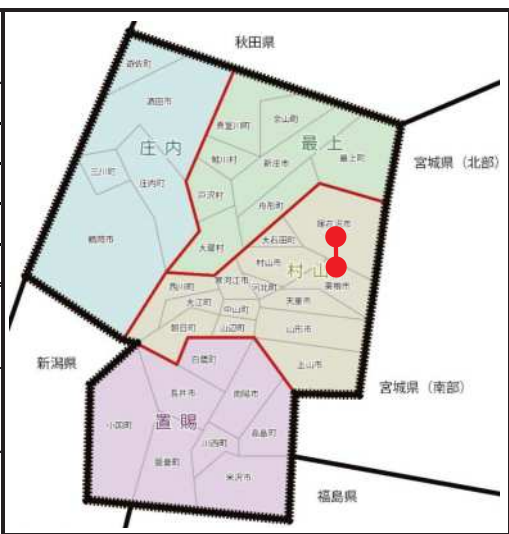 秋田県
遊佐町
酒田市
金山町
真室川町
庄内
最上
鮭川村
新庄市
最上町
宮城県（北部）
三川町
庄内町
戸沢村
舟形町
鶴岡市
尾花沢市
大石田町
大蔵村
村山市
村山
西川町
寒河江市
河北町
東根市
大江町
中山町
天童市
朝日町
山辺町
山形市
新潟県
白鷹町
上山市
宮城県（南部）
長井市
南陽市
小国町
置賜
高畠町
川西町
飯豊町
米沢市
福島県